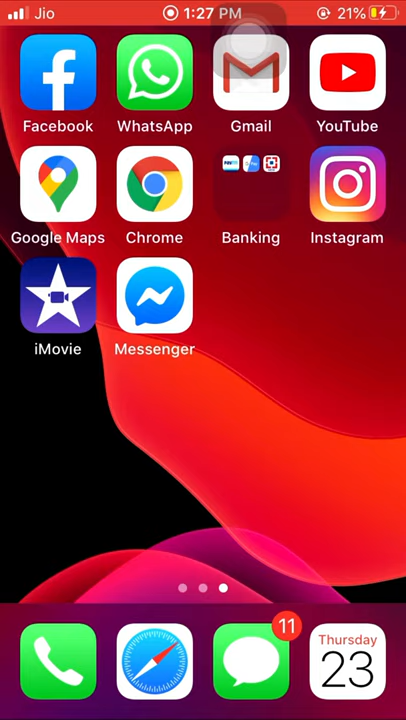 Jio 1:27 PM 21%
Facebook WhatsApp Gmail YouTube
Google Maps Chrome Banking Instagram
iMovie Messenger
11
Thursday
23